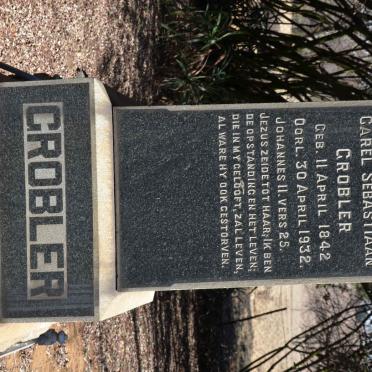 CAREL SEBASTIAAN
GROBLER
GEB. 11 APRIL 1842
OORL. 30 APRIL 1932.
JOHANNES 11 VERS 25.
JEZUS ZEIDE TOT HAAR; IK BEN
DE OPSTANDING EN HET LEVEN;
DIE IN MY GELOOFT, ZAL LEVEN,
AL WARE HY OOK GESTORVEN.
GROBLER